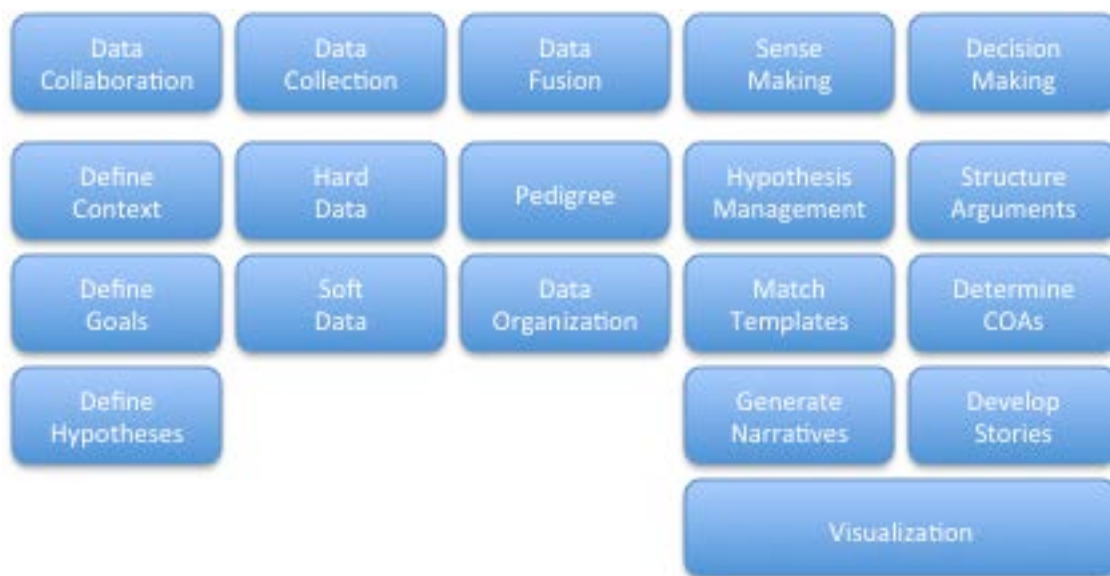 Data
Collaboration
Data
Collection
Data
Fusion
Sense
Making
Decision
Making
Define
Context
Hard
Data
Pedigree
Hypothesis
Management
Structure
Arguments
Define
Goals
Soft
Data
Data
Organization
Match
Templates
Determine
COAs
Define
Hypotheses
Generate
Narratives
Develop
Stories
Visualization